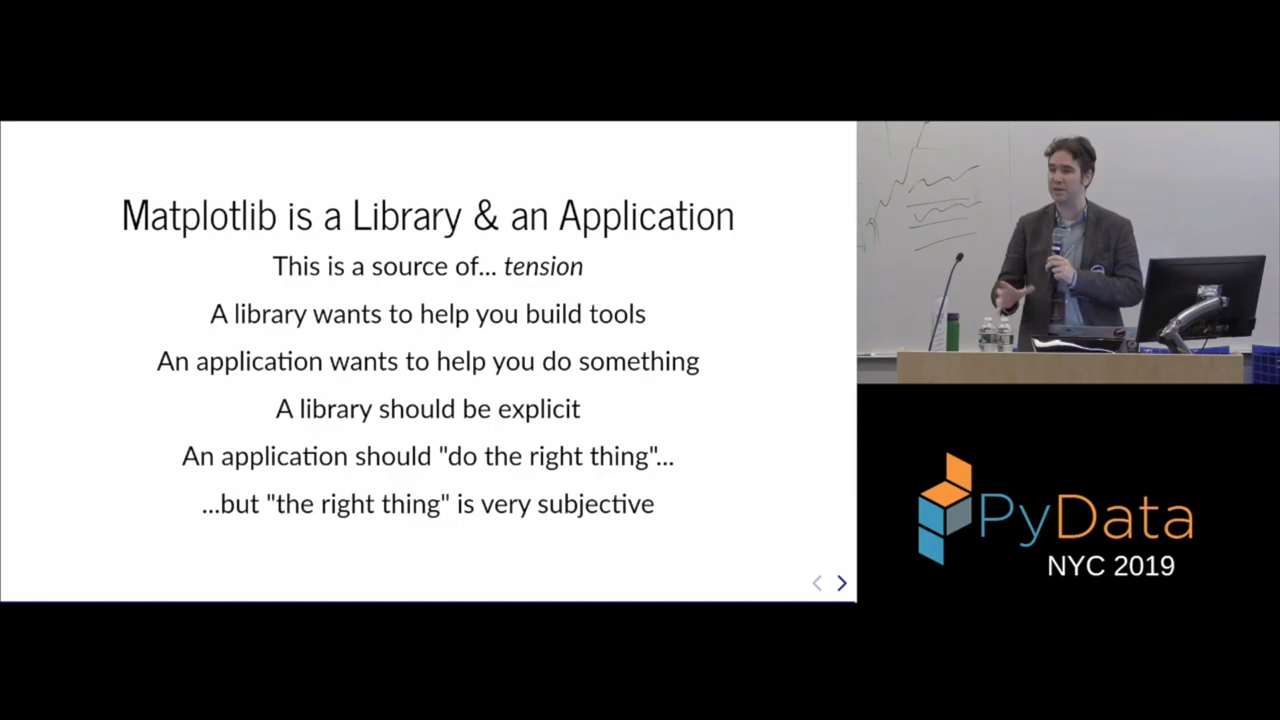 Matplotlib is a Library & an Application
This is a source of... tension
A library wants to help you build tools
An application wants to help you do something
A library should be explicit
An application should "do the right thing"...
...but "the right thing" is very subjective
PyData
NYC 2019